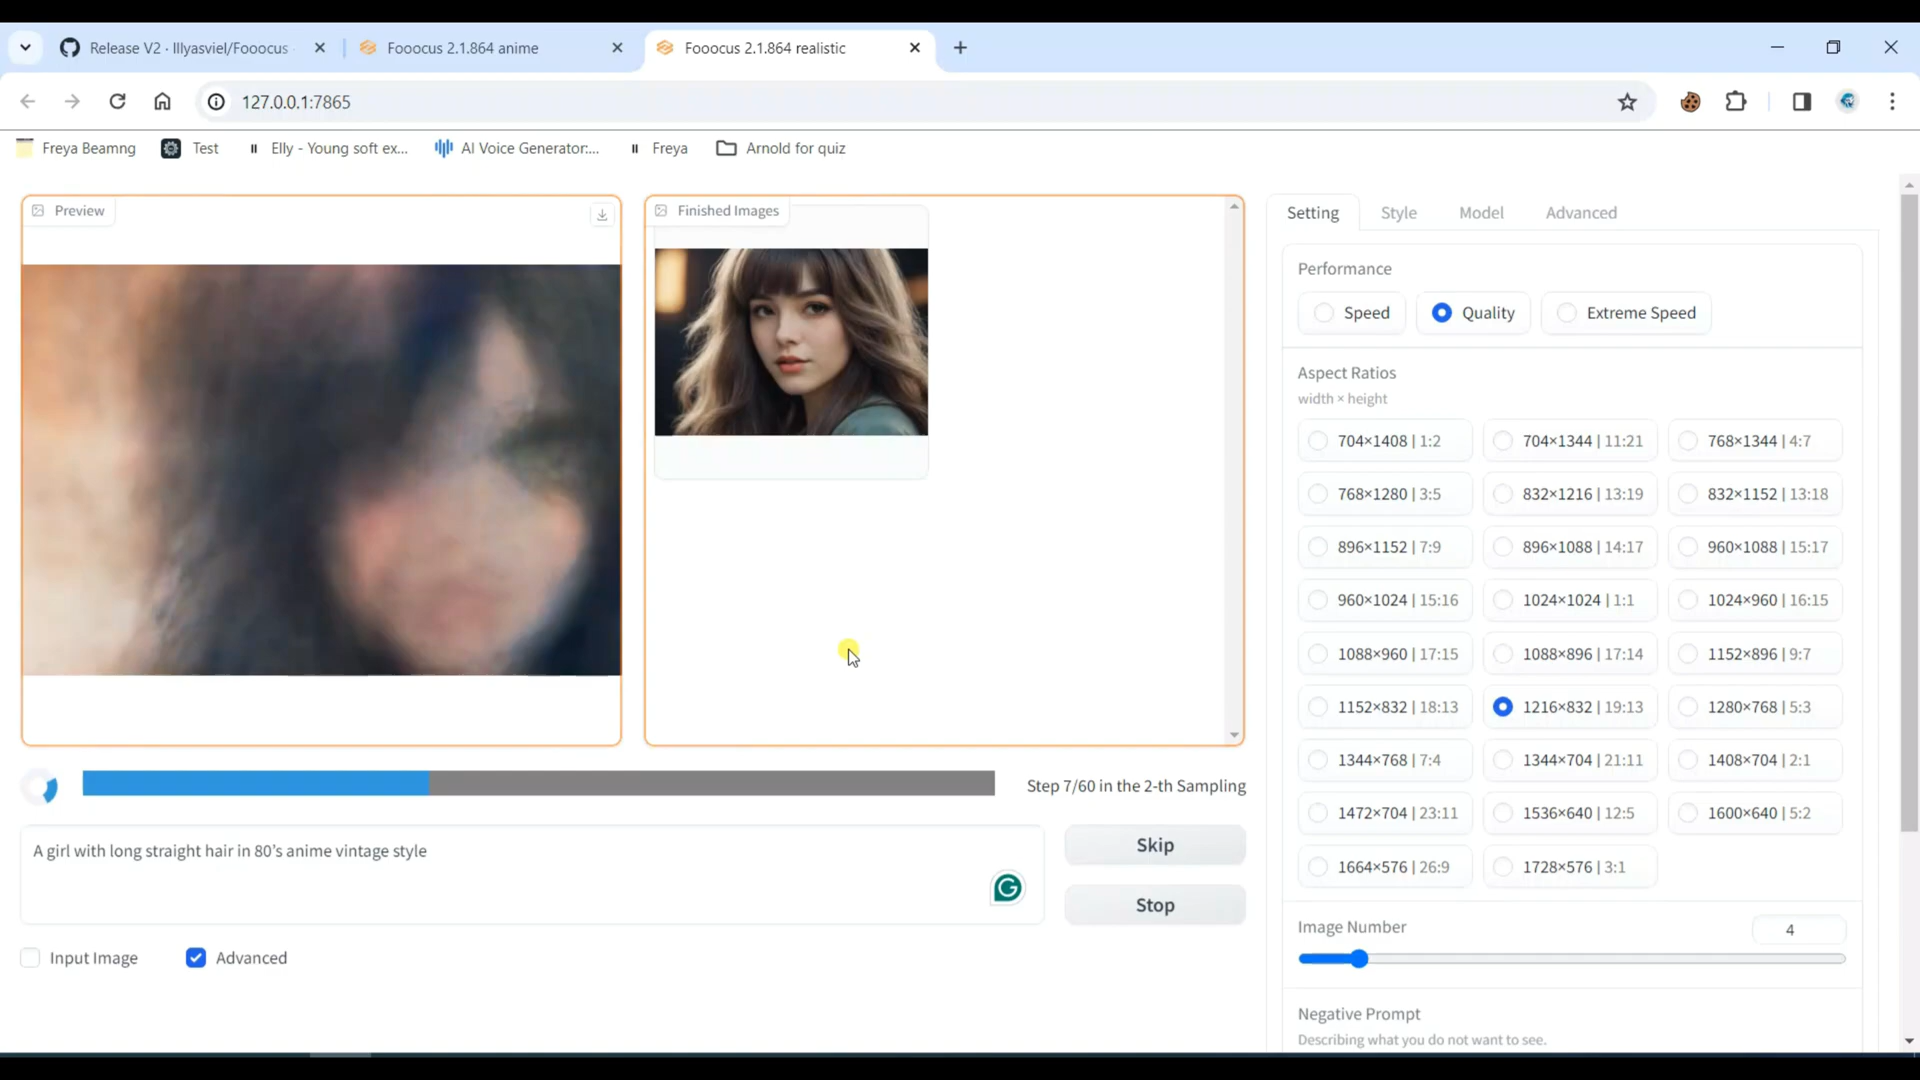 Release V2 · lllyasviel/Fooocus
Fooocus 2.1.864 anime
Fooocus 2.1.864 realistic
127.0.0.1:7865
Freya Beamng
Test
Elly - Young soft ex...
AI Voice Generator:...
Freya
Arnold for quiz
Preview
Finished Images
Setting
Style
Model
Advanced
Performance
Speed
Quality
Extreme Speed
Aspect Ratios
width × height
704×1408 | 1:2
704×1344 | 11:21
768×1344 | 4:7
768×1280 | 3:5
832×1216 | 13:19
832×1152 | 13:18
896×1152 | 7:9
896×1088 | 14:17
960×1088 | 15:17
960×1024 | 15:16
1024×1024 | 1:1
1024×960 | 16:15
1088×960 | 17:15
1088×896 | 17:14
1152×896 | 9:7
1152×832 | 18:13
1216×832 | 19:13
1280×768 | 5:3
1344×768 | 7:4
1344×704 | 21:11
1408×704 | 2:1
1472×704 | 23:11
1536×640 | 12:5
1600×640 | 5:2
1664×576 | 26:9
1728×576 | 3:1
Image Number
4
Negative Prompt
Describing what you do not want to see.
Step 7/60 in the 2-th Sampling
A girl with long straight hair in 80's anime vintage style
Skip
Stop
Input Image
Advanced